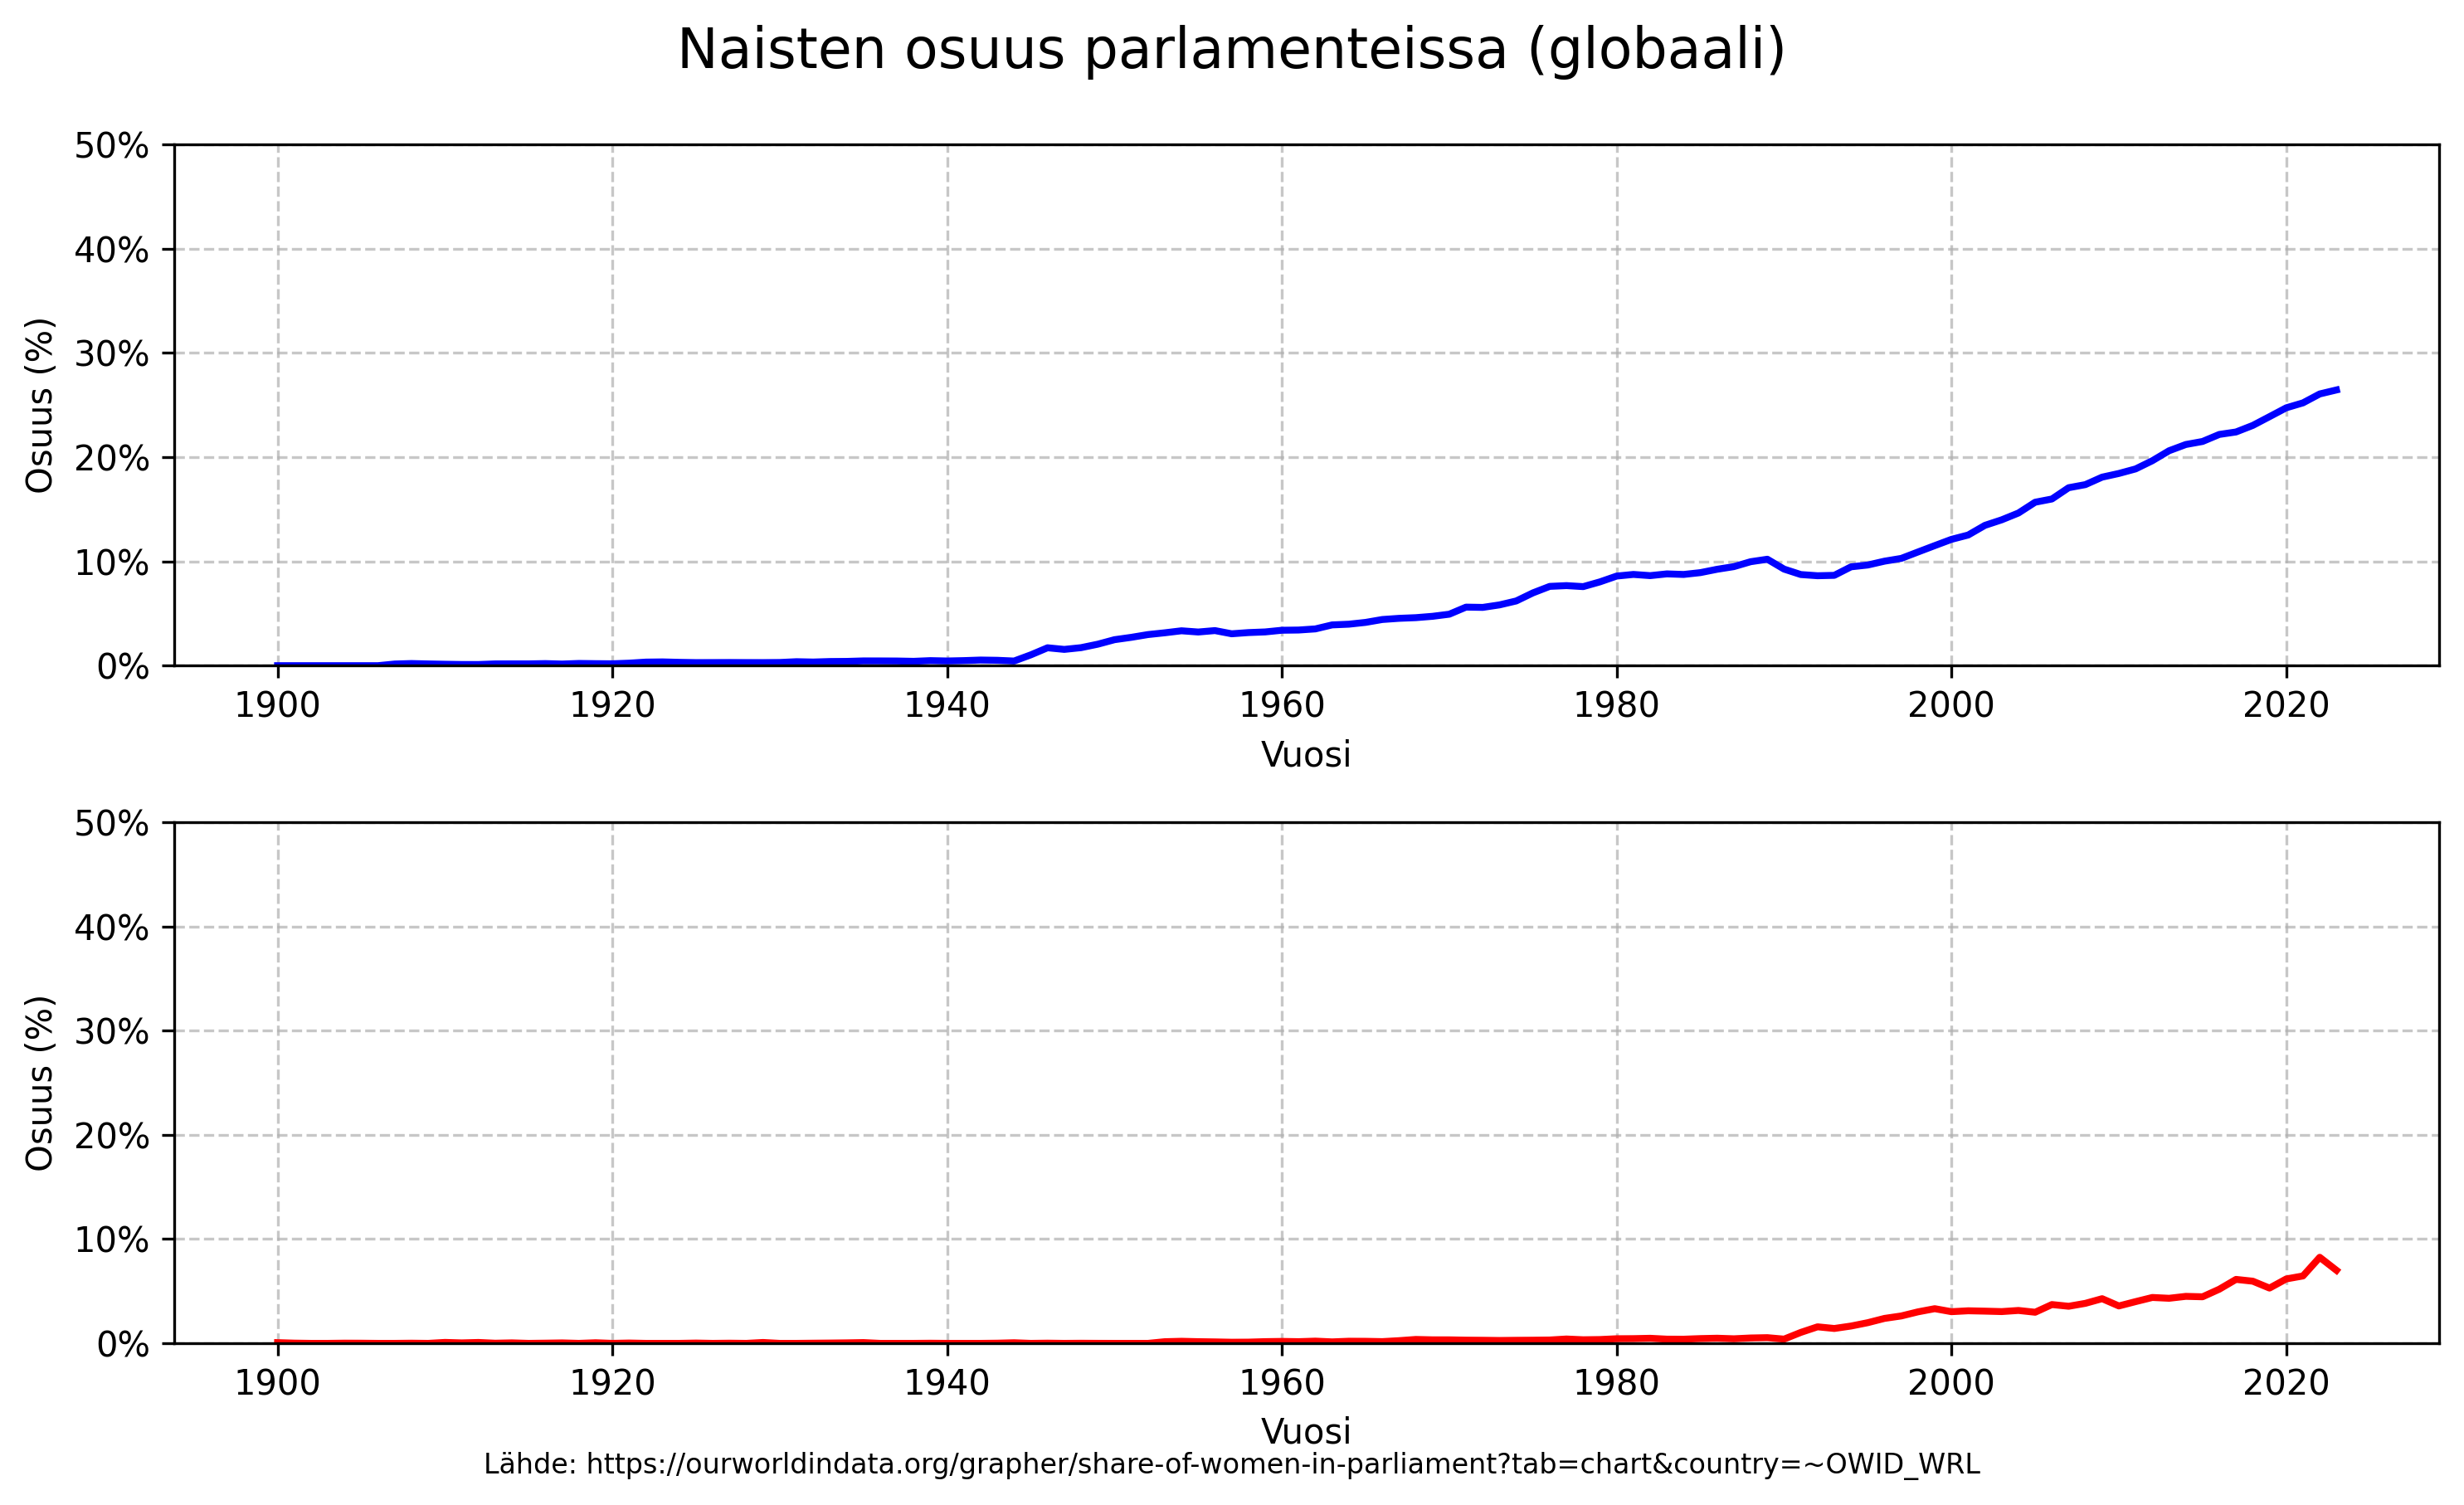 Naisten osuus parlamenteissa (globaali)
50%
40%
30%
20%
10%
0%
Osuus (%)
1900 1920 1940 1960 1980 2000 2020
Vuosi
50%
40%
30%
20%
10%
0%
Osuus (%)
1900 1920 1940 1960 1980 2000 2020
Vuosi
Lähde: https://ourworldindata.org/grapher/share-of-women-in-parliament?tab=chart&country=~OWID_WRL